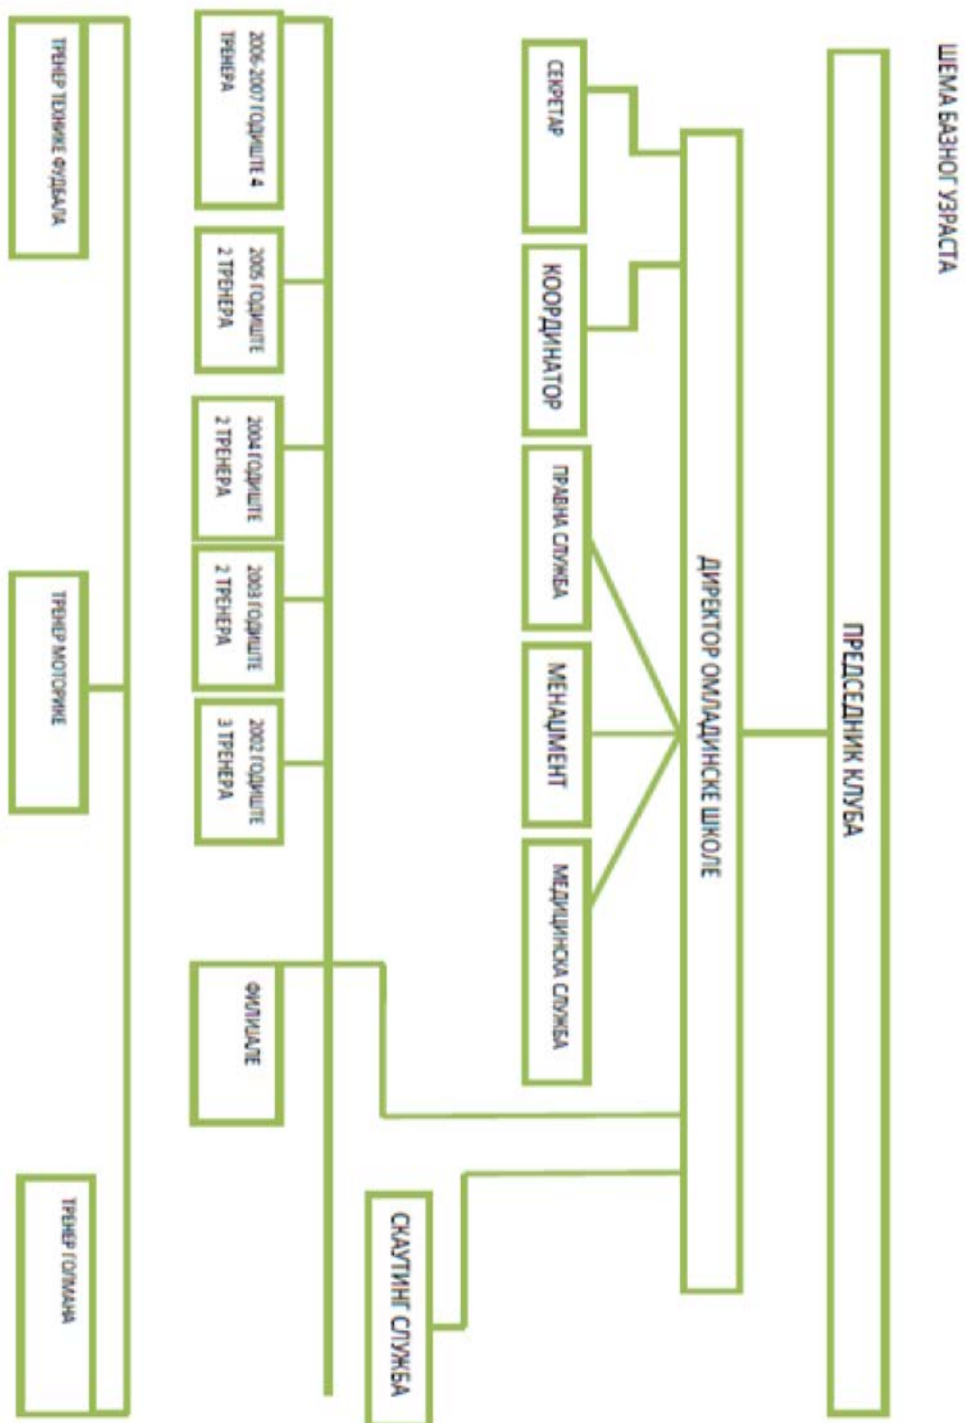 ШЕМА БАЗНОГ УЗРАСТА
ПРЕДСЕДНИК КЛУБА
ДИРЕКТОР ОМЛАДИНСКЕ ШКОЛЕ
СЕКРЕТАР
КООРДИНАТОР
ПРАВНА СЛУЖБА
МЕНАЏМЕНТ
МЕДИЦИНСКА СЛУЖБА
СКАУТИНГ СЛУЖБА
2006-2007 ГОДИШТЕ 4
ТРЕНЕРА
2005 ГОДИШТЕ
2 ТРЕНЕРА
2004 ГОДИШТЕ
2 ТРЕНЕРА
2003 ГОДИШТЕ
2 ТРЕНЕРА
2002 ГОДИШТЕ
3 ТРЕНЕРА
ФИЛИЈАЛЕ
ТРЕНЕР ТЕХНИКЕ ФУДБАЛА
ТРЕНЕР МОТОРИКЕ
ТРЕНЕР ГОЛМАНА